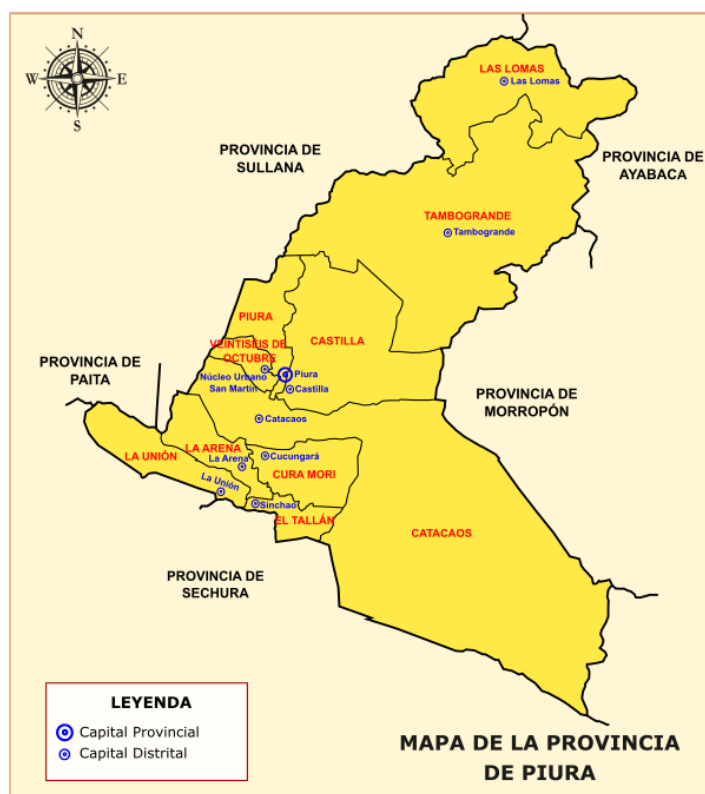 N
W
E
S
LAS LOMAS
Las Lomas
PROVINCIA DE
SULLANA
PROVINCIA DE
AYABACA
TAMBOGRANDE
Tambogrande
PIURA
CASTILLA
VEINTISEIS DE
OCTUBRE
Núcleo Urbano
San Martín
Piura
Castilla
PROVINCIA DE
PAITA
PROVINCIA DE
MORROPÓN
Catacaos
LA UNIÓN
LA ARENA
La Arena
Cucungará
CURA MORI
La Unión
Sinchao
EL TALLÁN
CATACAOS
PROVINCIA DE
SECHURA
LEYENDA
Capital Provincial
Capital Distrital
MAPA DE LA PROVINCIA
DE PIURA